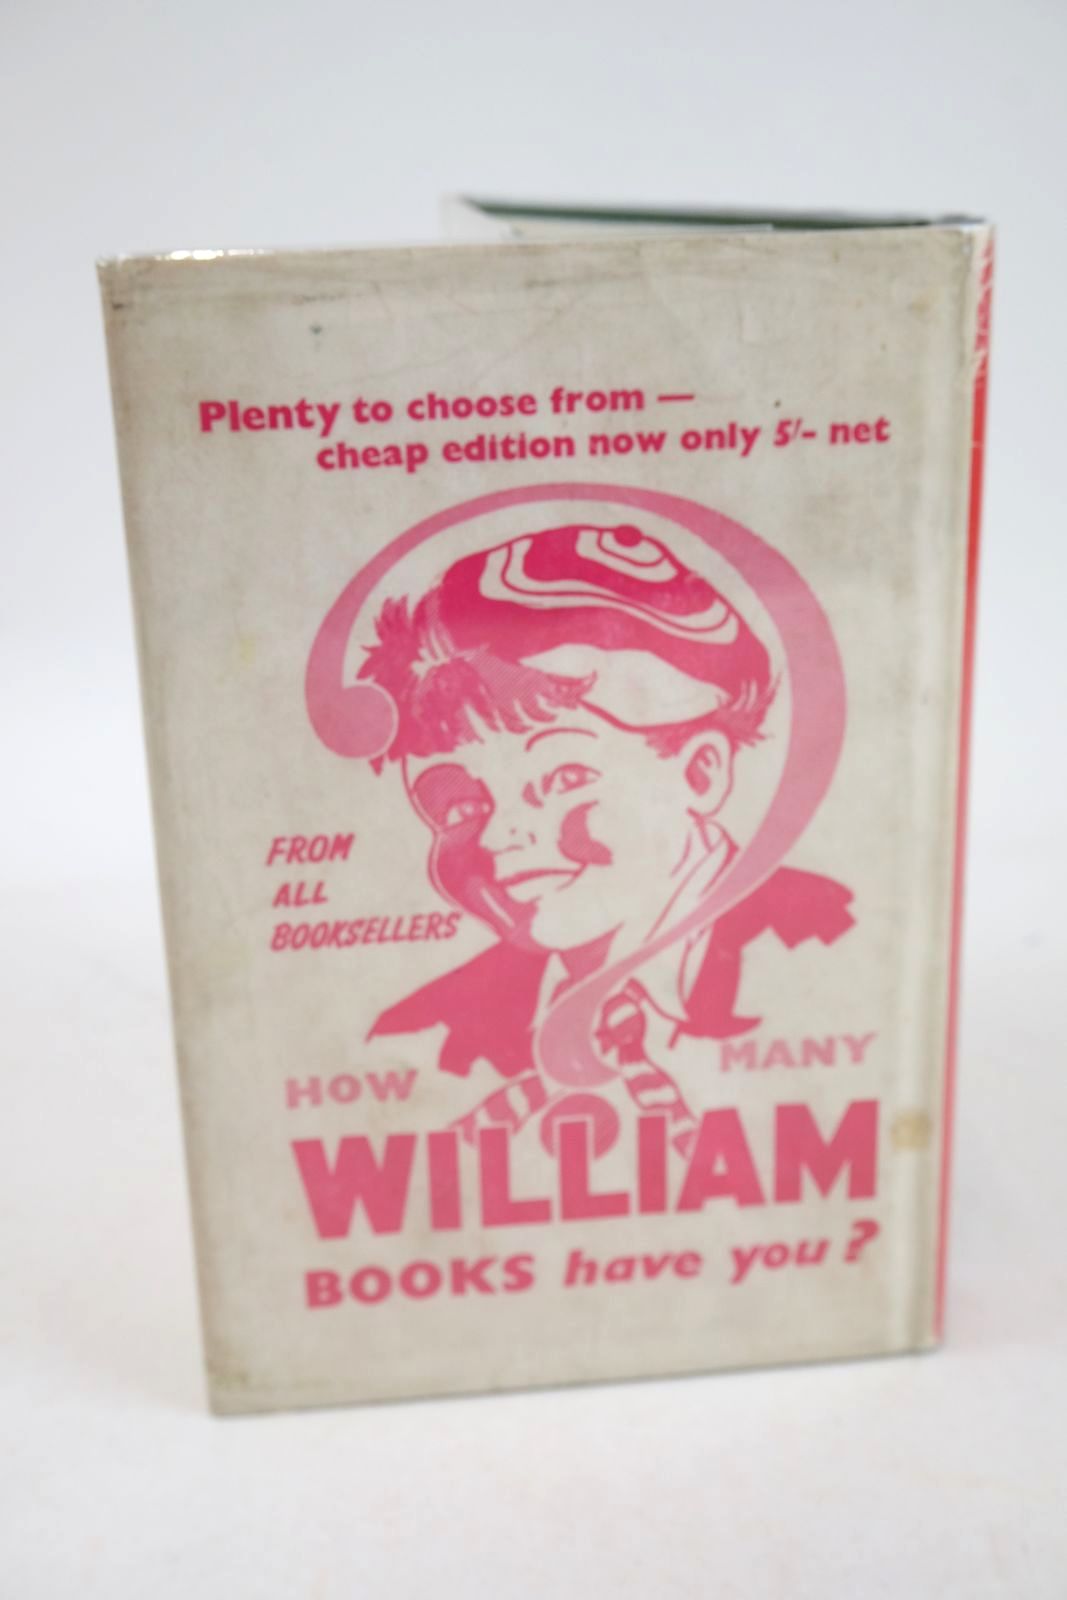 Plenty to choose from —
cheap edition now only 5/- net
FROM
ALL
BOOKSELLERS
HOW MANY
WILLIAM
BOOKS have you?